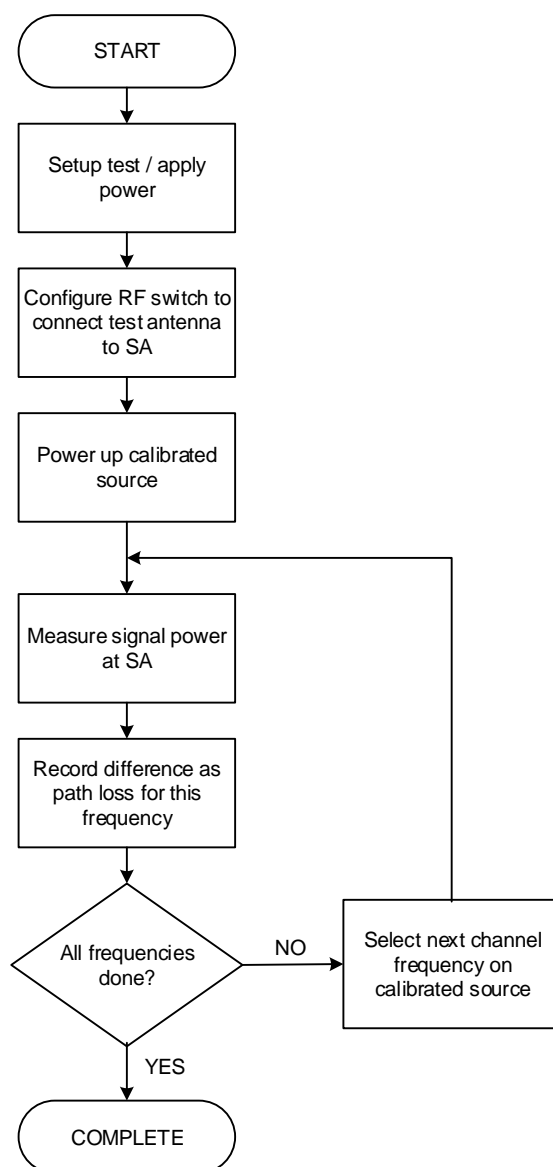 START
Setup test / apply
power
Configure RF switch to
connect test antenna
to SA
Power up calibrated
source
Measure signal power
at SA
Record difference as
path loss for this
frequency
All frequencies
done?
NO
Select next channel
frequency on
calibrated source
YES
COMPLETE